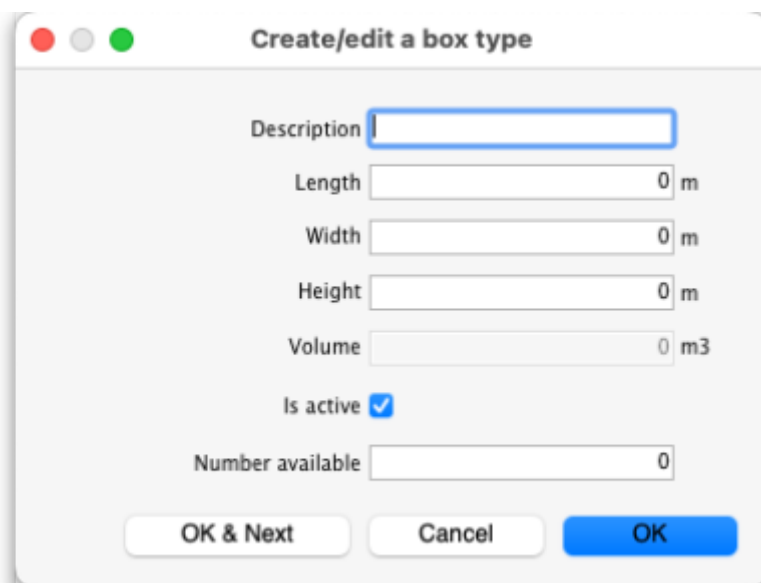 Create/edit a box type
Description
Length 0 m
Width 0 m
Height 0 m
Volume 0 m3
Is active
Number available 0
OK & Next Cancel OK